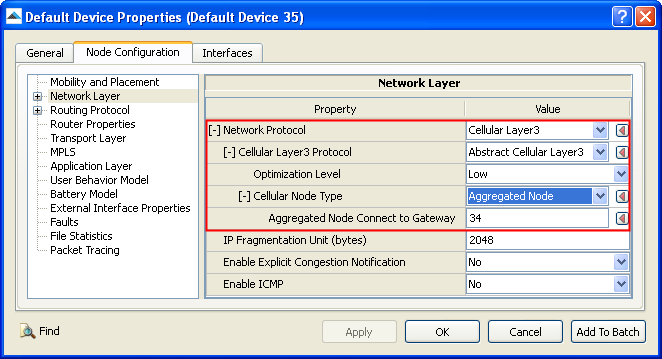 Default Device Properties (Default Device 35)
General Node Configuration Interfaces
Mobility and Placement
Network Layer
Routing Protocol
Router Properties
Transport Layer
MPLS
Application Layer
User Behavior Model
Battery Model
External Interface Properties
Faults
File Statistics
Packet Tracing
Network Layer
Property Value
[-] Network Protocol Cellular Layer3
[-] Cellular Layer3 Protocol Abstract Cellular Layer3
Optimization Level Low
[-] Cellular Node Type Aggregated Node
Aggregated Node Connect to Gateway 34
IP Fragmentation Unit (bytes) 2048
Enable Explicit Congestion Notification No
Enable ICMP No
Find Apply OK Cancel Add To Batch